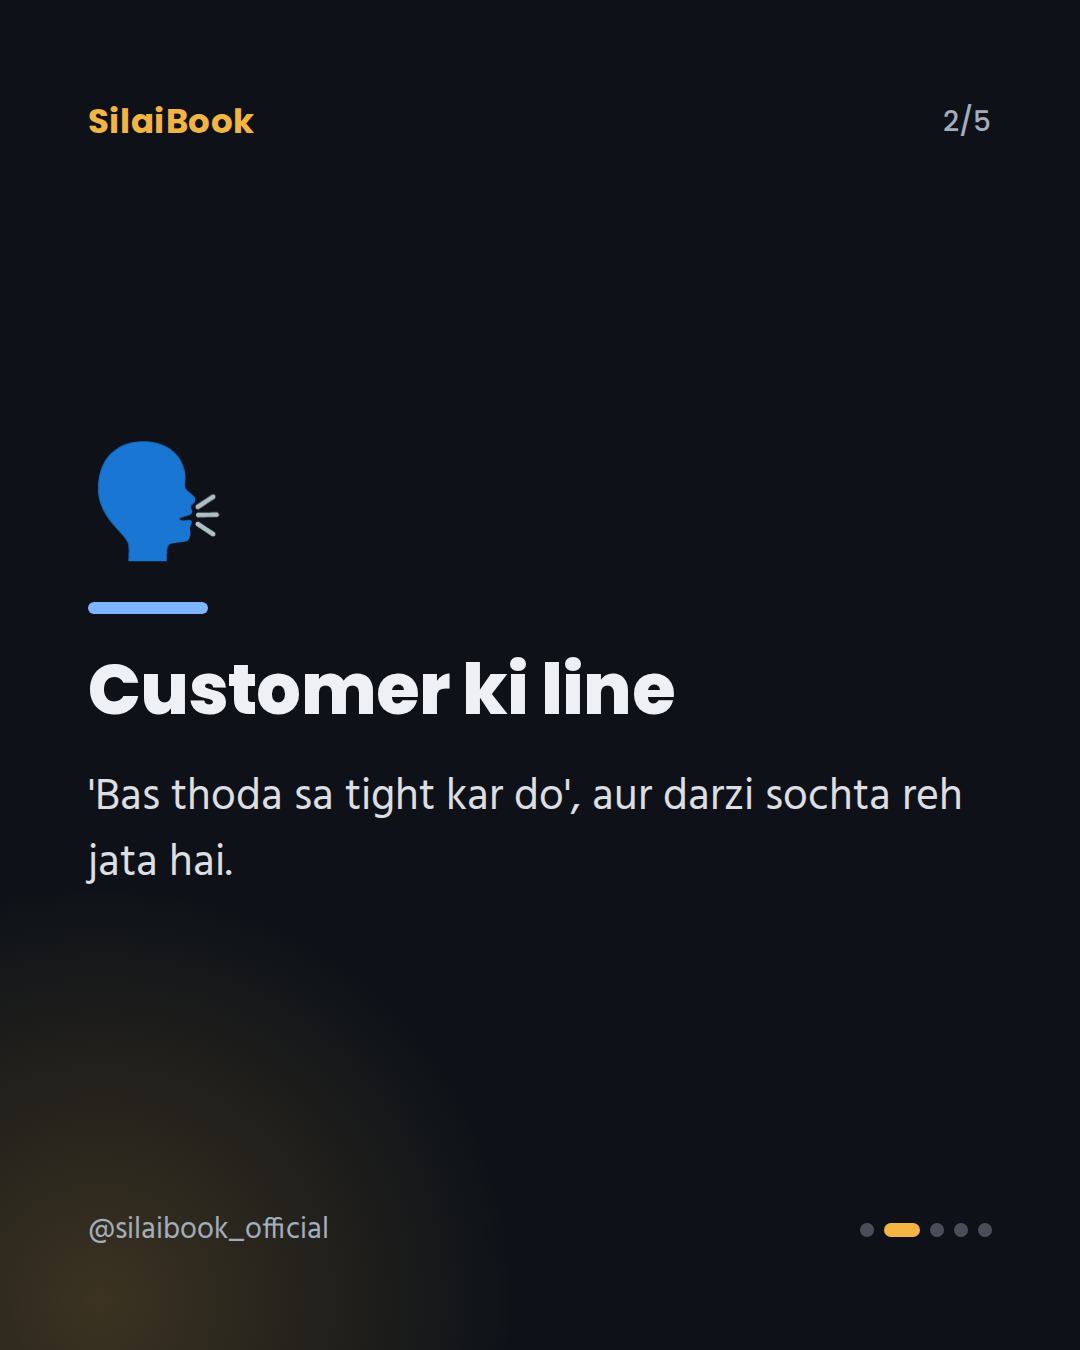 SilaiBook
2/5
Customer ki line
'Bas thoda sa tight kar do', aur darzi sochta reh
jata hai.
@silaibook_official